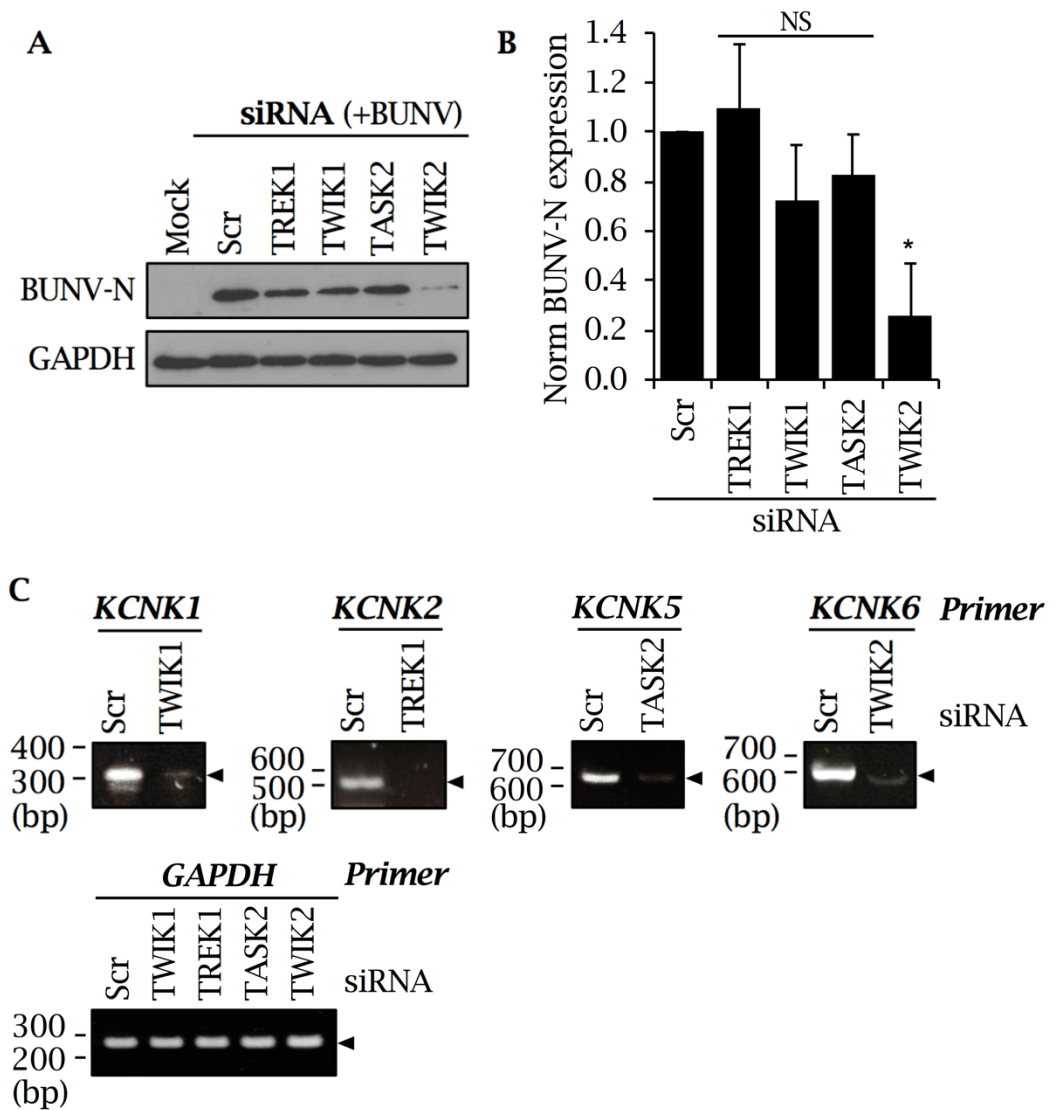 A
siRNA (+BUNV)
Mock
Scr
TREK1
TWIK1
TASK2
TWIK2
BUNV-N
GAPDH
B
NS
Norm BUNV-N expression
1.4
1.2
1.0
0.8
0.6
0.4
0.2
0.0
*
Scr
TREK1
TWIK1
TASK2
TWIK2
siRNA
C
KCNK1 KCNK2 KCNK5 KCNK6 Primer
Scr TWIK1 Scr TREK1 Scr TASK2 Scr TWIK2 siRNA
400
300
(bp)
600
500
(bp)
700
600
(bp)
700
600
(bp)
GAPDH Primer
Scr TWIK1 TREK1 TASK2 TWIK2 siRNA
300
200
(bp)